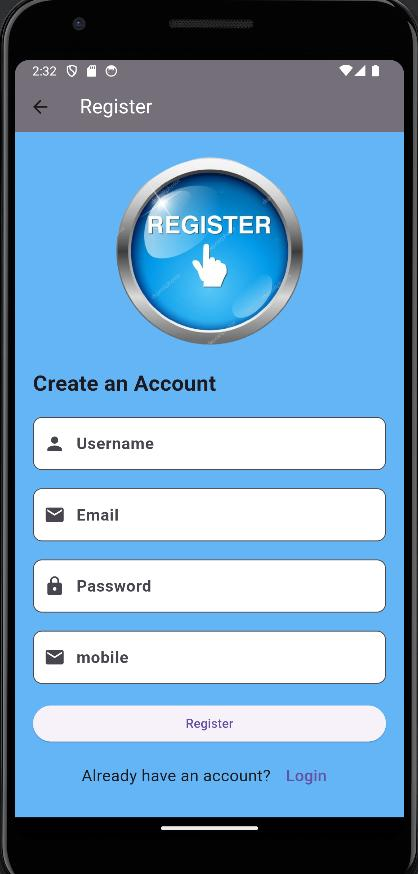 2:32
Register
REGISTER
Create an Account
Username
Email
Password
mobile
Register
Already have an account? Login